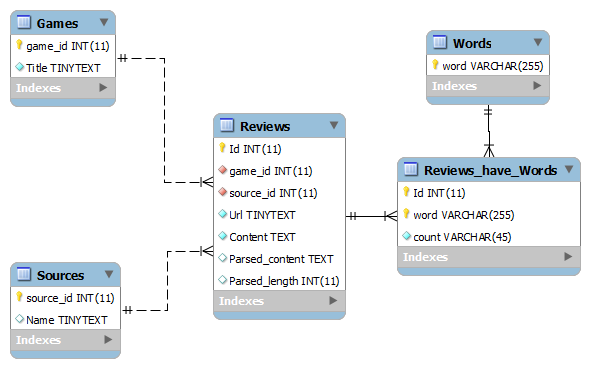 Games
game_id INT(11)
Title TINYTEXT
Indexes
Words
word VARCHAR(255)
Indexes
Reviews
Id INT(11)
game_id INT(11)
source_id INT(11)
Url TINYTEXT
Content TEXT
Parsed_content TEXT
Parsed_length INT(11)
Indexes
Reviews_have_Words
Id INT(11)
word VARCHAR(255)
count VARCHAR(45)
Indexes
Sources
source_id INT(11)
Name TINYTEXT
Indexes